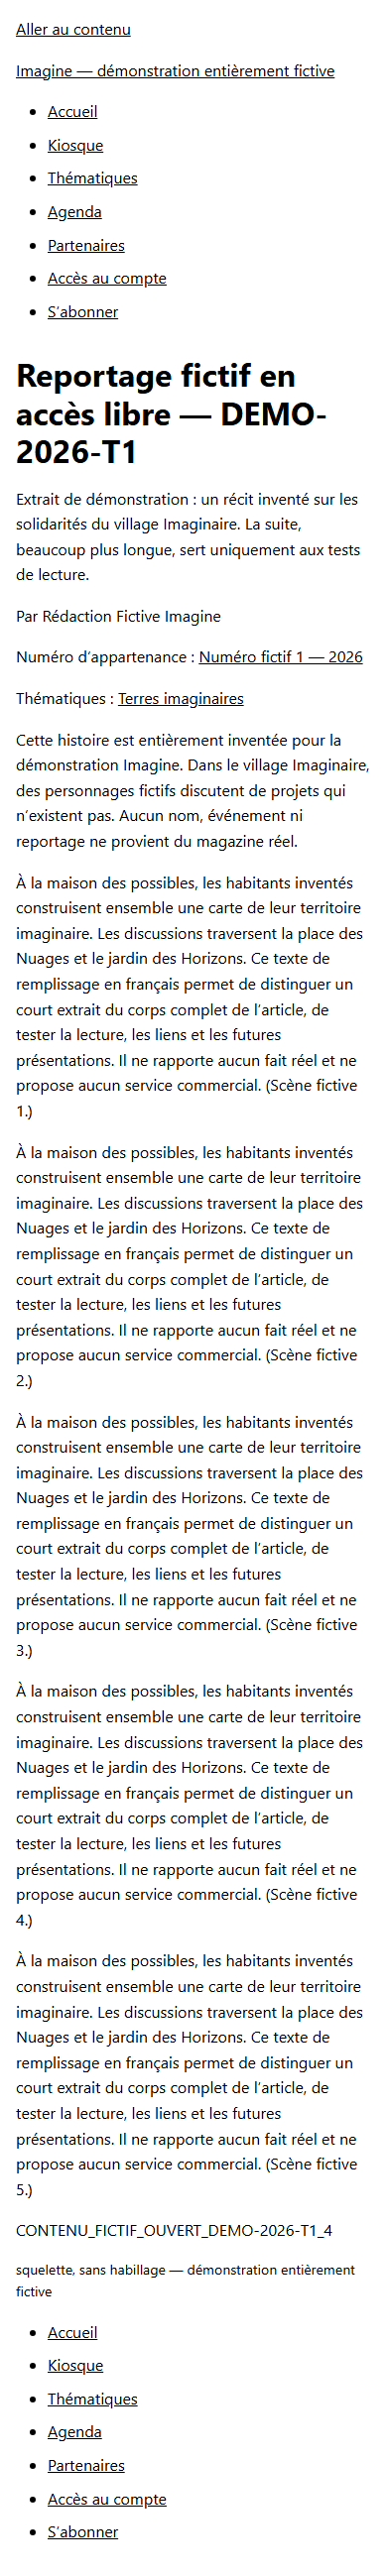 Aller au contenu
Imagine — démonstration entièrement fictive
Accueil
Kiosque
Thématiques
Agenda
Partenaires
Accès au compte
S’abonner
Reportage fictif en
accès libre — DEMO-
2026-T1
Extrait de démonstration : un récit inventé sur les
solidarités du village Imaginaire. La suite,
beaucoup plus longue, sert uniquement aux tests
de lecture.
Par Rédaction Fictive Imagine
Numéro d’appartenance : Numéro fictif 1 — 2026
Thématiques : Terres imaginaires
Cette histoire est entièrement inventée pour la
démonstration Imagine. Dans le village Imaginaire,
des personnages fictifs discutent de projets qui
n’existent pas. Aucun nom, événement ni
reportage ne provient du magazine réel.
À la maison des possibles, les habitants inventés
construisent ensemble une carte de leur territoire
imaginaire. Les discussions traversent la place des
Nuages et le jardin des Horizons. Ce texte de
remplissage en français permet de distinguer un
court extrait du corps complet de l’article, de
tester la lecture, les liens et les futures
présentations. Il ne rapporte aucun fait réel et ne
propose aucun service commercial. (Scène fictive
1.)
À la maison des possibles, les habitants inventés
construisent ensemble une carte de leur territoire
imaginaire. Les discussions traversent la place des
Nuages et le jardin des Horizons. Ce texte de
remplissage en français permet de distinguer un
court extrait du corps complet de l’article, de
tester la lecture, les liens et les futures
présentations. Il ne rapporte aucun fait réel et ne
propose aucun service commercial. (Scène fictive
2.)
À la maison des possibles, les habitants inventés
construisent ensemble une carte de leur territoire
imaginaire. Les discussions traversent la place des
Nuages et le jardin des Horizons. Ce texte de
remplissage en français permet de distinguer un
court extrait du corps complet de l’article, de
tester la lecture, les liens et les futures
présentations. Il ne rapporte aucun fait réel et ne
propose aucun service commercial. (Scène fictive
3.)
À la maison des possibles, les habitants inventés
construisent ensemble une carte de leur territoire
imaginaire. Les discussions traversent la place des
Nuages et le jardin des Horizons. Ce texte de
remplissage en français permet de distinguer un
court extrait du corps complet de l’article, de
tester la lecture, les liens et les futures
présentations. Il ne rapporte aucun fait réel et ne
propose aucun service commercial. (Scène fictive
4.)
À la maison des possibles, les habitants inventés
construisent ensemble une carte de leur territoire
imaginaire. Les discussions traversent la place des
Nuages et le jardin des Horizons. Ce texte de
remplissage en français permet de distinguer un
court extrait du corps complet de l’article, de
tester la lecture, les liens et les futures
présentations. Il ne rapporte aucun fait réel et ne
propose aucun service commercial. (Scène fictive
5.)
CONTENU_FICTIF_OUVERT_DEMO-2026-T1_4
squelette, sans habillage — démonstration entièrement
fictive
Accueil
Kiosque
Thématiques
Agenda
Partenaires
Accès au compte
S’abonner